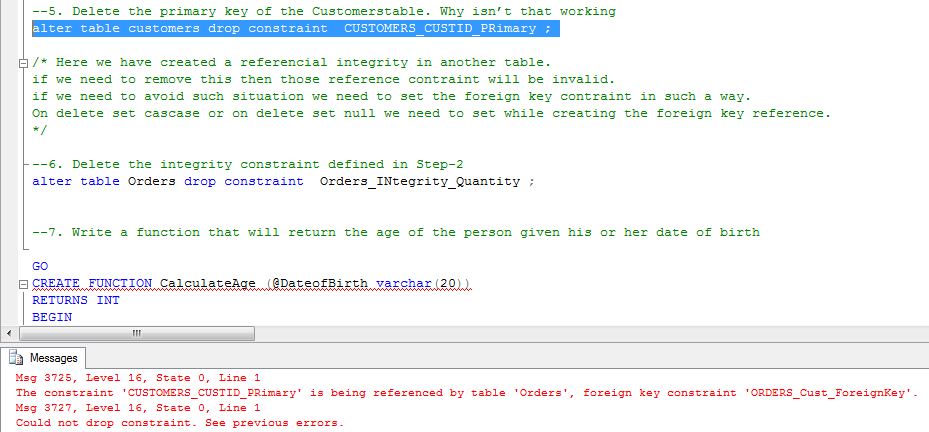 --5. Delete the primary key of the Customerstable. Why isn't that working
alter table customers drop constraint  CUSTOMERS_CUSTID_PRimary ;
/* Here we have created a referencial integrity in another table.
if we need to remove this then those reference contraint will be invalid.
if we need to avoid such situation we need to set the foreign key contraint in such a way.
On delete set cascase or on delete set null we need to set while creating the foreign key reference.
*/
--6. Delete the integrity constraint defined in Step-2
alter table Orders drop constraint  Orders_INtegrity_Quantity ;
--7. Write a function that will return the age of the person given his or her date of birth
GO
CREATE FUNCTION CalculateAge (@DateofBirth varchar(20))
RETURNS INT
BEGIN
Messages
Msg 3725, Level 16, State 0, Line 1
The constraint 'CUSTOMERS_CUSTID_PRimary' is being referenced by table 'Orders', foreign key constraint 'ORDERS_Cust_ForeignKey'.
Msg 3727, Level 16, State 0, Line 1
Could not drop constraint. See previous errors.